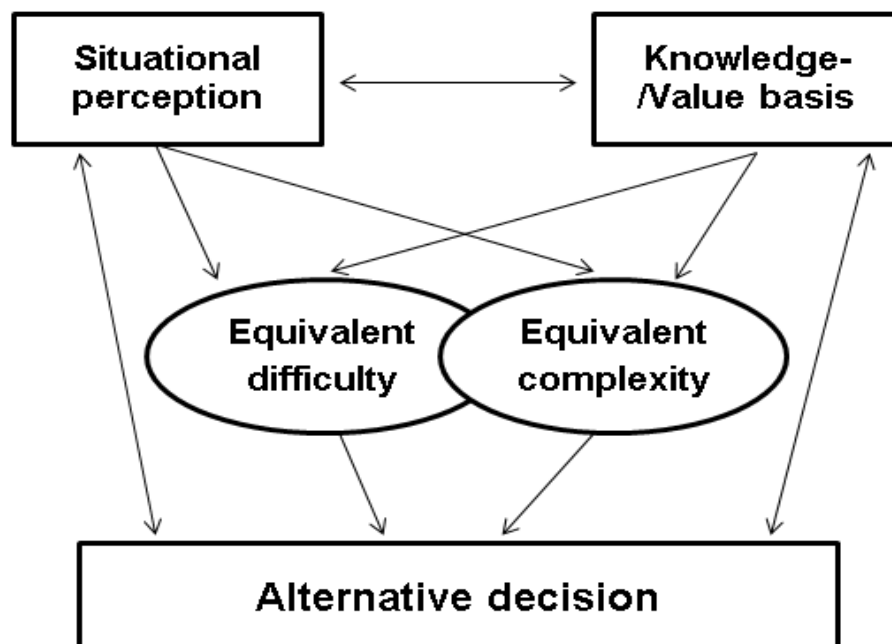 Situational
perception
Knowledge-
/Value basis
Equivalent
difficulty
Equivalent
complexity
Alternative decision